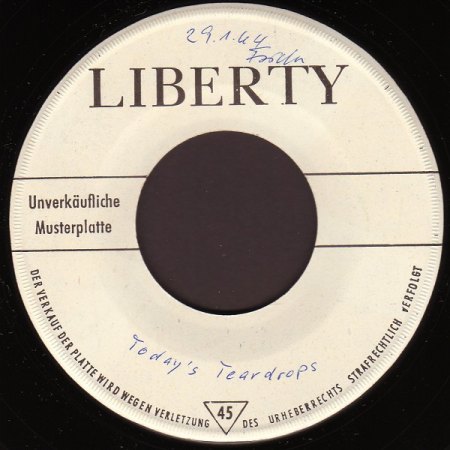 29.1.64
LIBERTY
Unverkäufliche
Musterplatte
Today's Teardrops
DER VERKAUF DER PLATTE WIRD WEGEN VERLETZUNG 45 DES URHEBERRECHTS STRAFRECHTLICH VERFOLGT